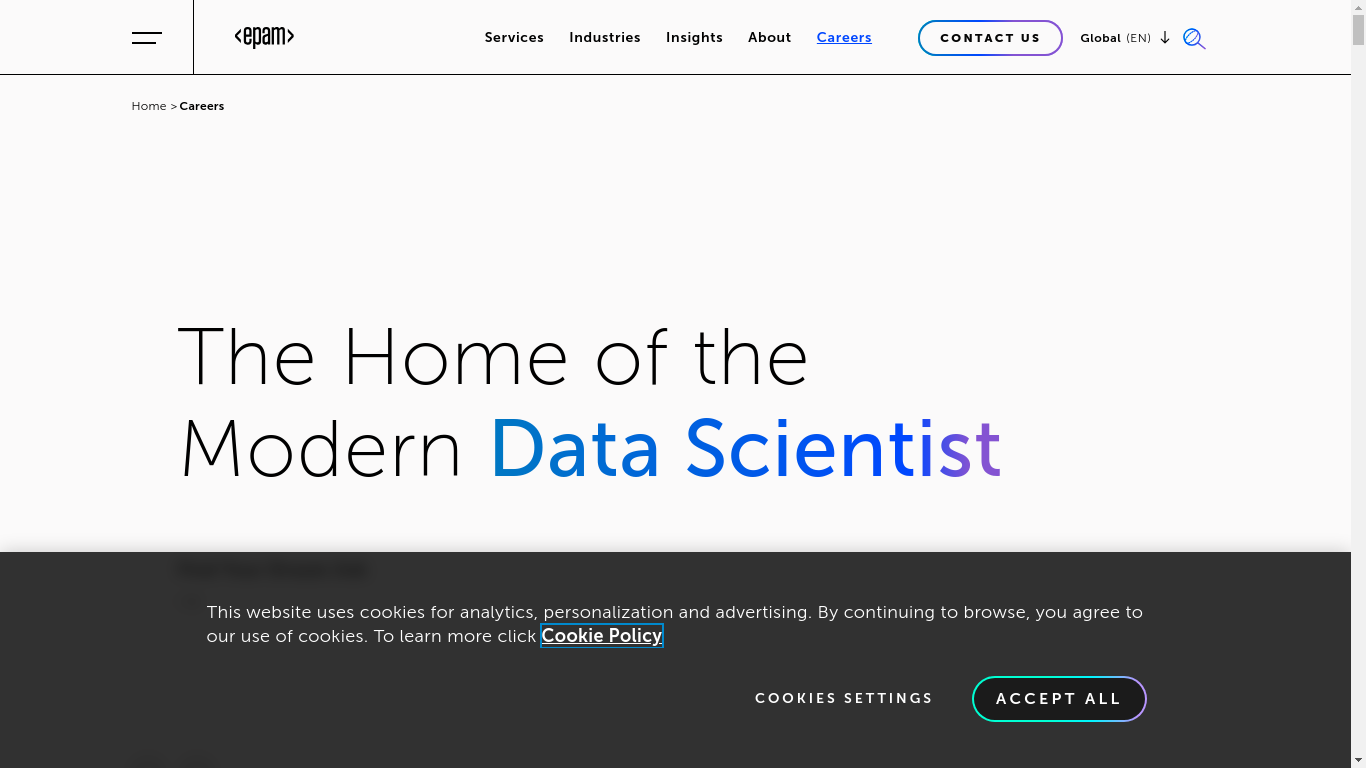 <epam>
Services
Industries
Insights
About
Careers
CONTACT US
Global (EN)
Home > Careers
The Home of the
Modern Data Scientist
This website uses cookies for analytics, personalization and advertising. By continuing to browse, you agree to
our use of cookies. To learn more click Cookie Policy
COOKIES SETTINGS
ACCEPT ALL